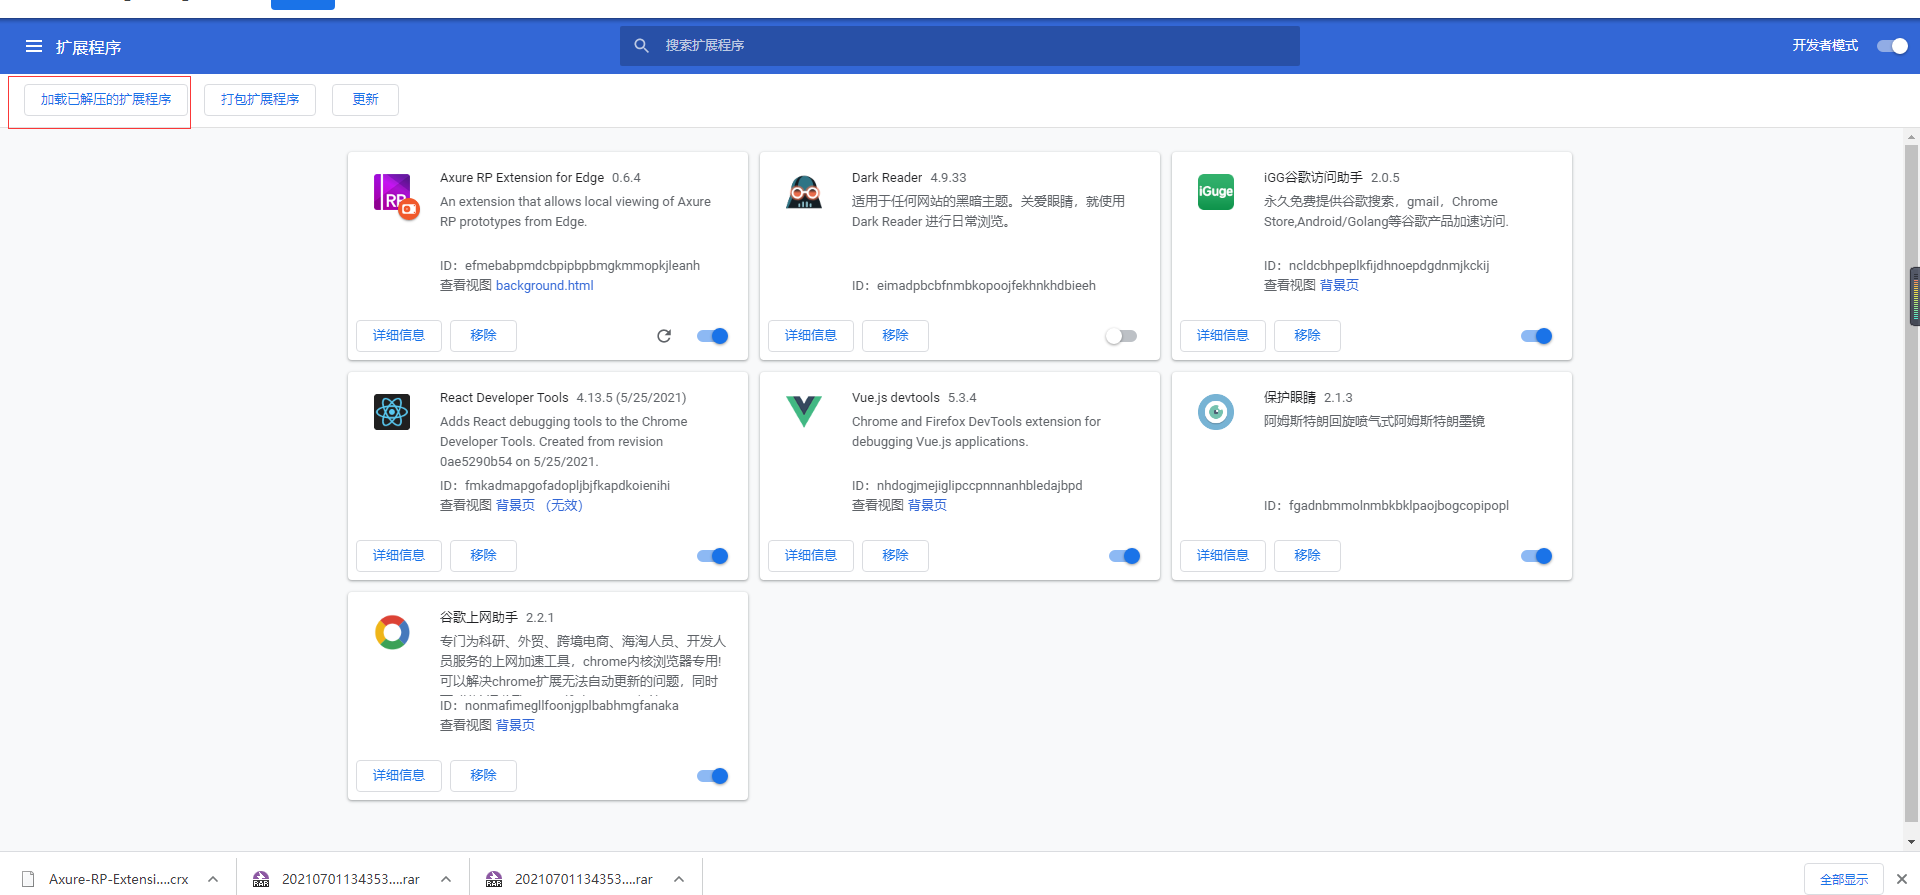 扩展程序
搜索扩展程序
开发者模式
加载已解压的扩展程序
打包扩展程序
更新
RP
Axure RP Extension for Edge 0.6.4
An extension that allows local viewing of Axure
RP prototypes from Edge.
ID：efmebabpmdcbpipbpbmgkmmopkjleanh
查看视图 background.html
详细信息
移除
Dark Reader 4.9.33
适用于任何网站的黑暗主题。关爱眼睛，就使用
Dark Reader 进行日常浏览。
ID：eimadpbcbfnmbkopoojfekhnkhdbieeh
详细信息
移除
iGuge
iGG谷歌访问助手 2.0.5
永久免费提供谷歌搜索，gmail，Chrome
Store,Android/Golang等谷歌产品加速访问.
ID：ncldcbhpeplkfijdhnoepdgdnmjkckij
查看视图 背景页
详细信息
移除
React Developer Tools 4.13.5 (5/25/2021)
Adds React debugging tools to the Chrome
Developer Tools. Created from revision
0ae5290b54 on 5/25/2021.
ID：fmkadmapgofadopljbjfkapdkoienihi
查看视图 背景页 （无效）
详细信息
移除
Vue.js devtools 5.3.4
Chrome and Firefox DevTools extension for
debugging Vue.js applications.
ID：nhdogjmejiglipccpnnnanhbledajbpd
查看视图 背景页
详细信息
移除
保护眼睛 2.1.3
阿姆斯特朗回旋喷气式阿姆斯特朗墨镜
ID：fgadnbmmolnmbkbklpaojbogcopipopl
详细信息
移除
谷歌上网助手 2.2.1
专门为科研、外贸、跨境电商、海淘人员、开发人
员服务的上网加速工具，chrome内核浏览器专用!
可以解决chrome扩展无法自动更新的问题，同时
ID：nonmafimegllfoonjgplbabhmgfanaka
查看视图 背景页
详细信息
移除
Axure-RP-Extensi....crx
RAR
20210701134353....rar
RAR
20210701134353....rar
全部显示